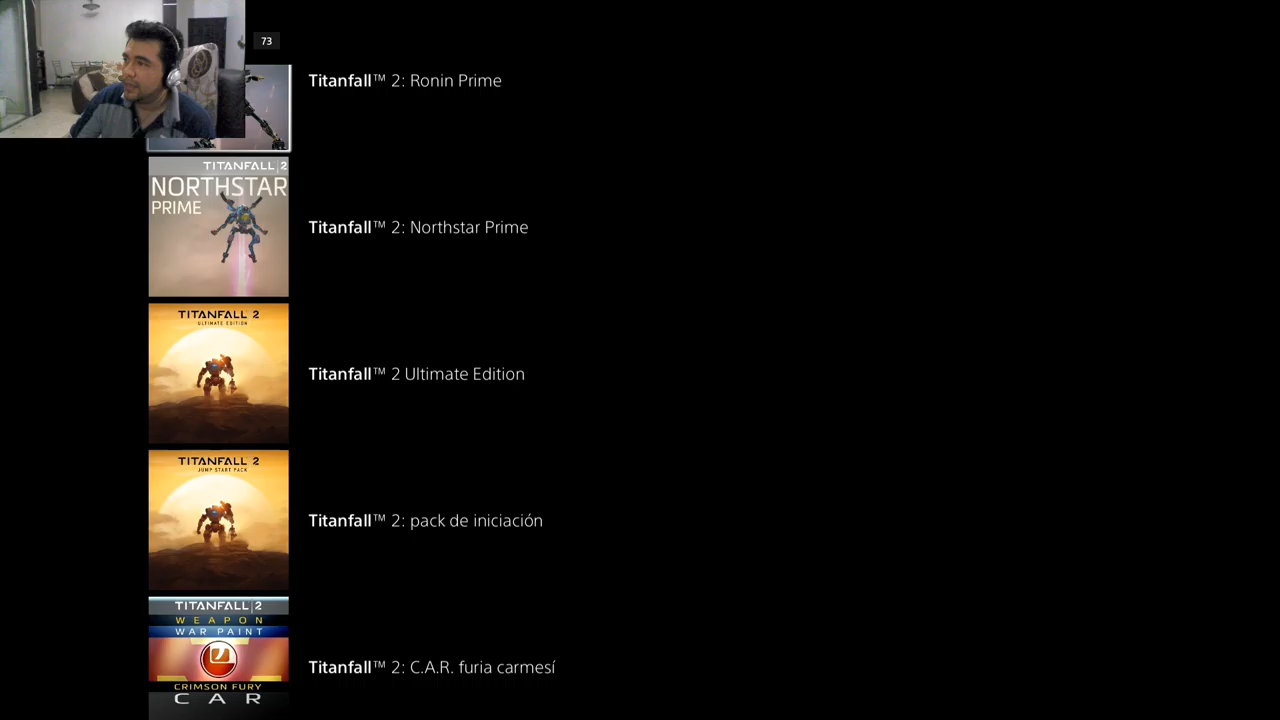 73
Titanfall™ 2: Ronin Prime
TITANFALL|2
NORTHSTAR
PRIME
Titanfall™ 2: Northstar Prime
TITANFALL 2
ULTIMATE EDITION
Titanfall™ 2 Ultimate Edition
TITANFALL 2
JUMP START PACK
Titanfall™ 2: pack de iniciación
TITANFALL|2
WEAPON
WAR PAINT
CRIMSON FURY
CAR
Titanfall™ 2: C.A.R. furia carmesí